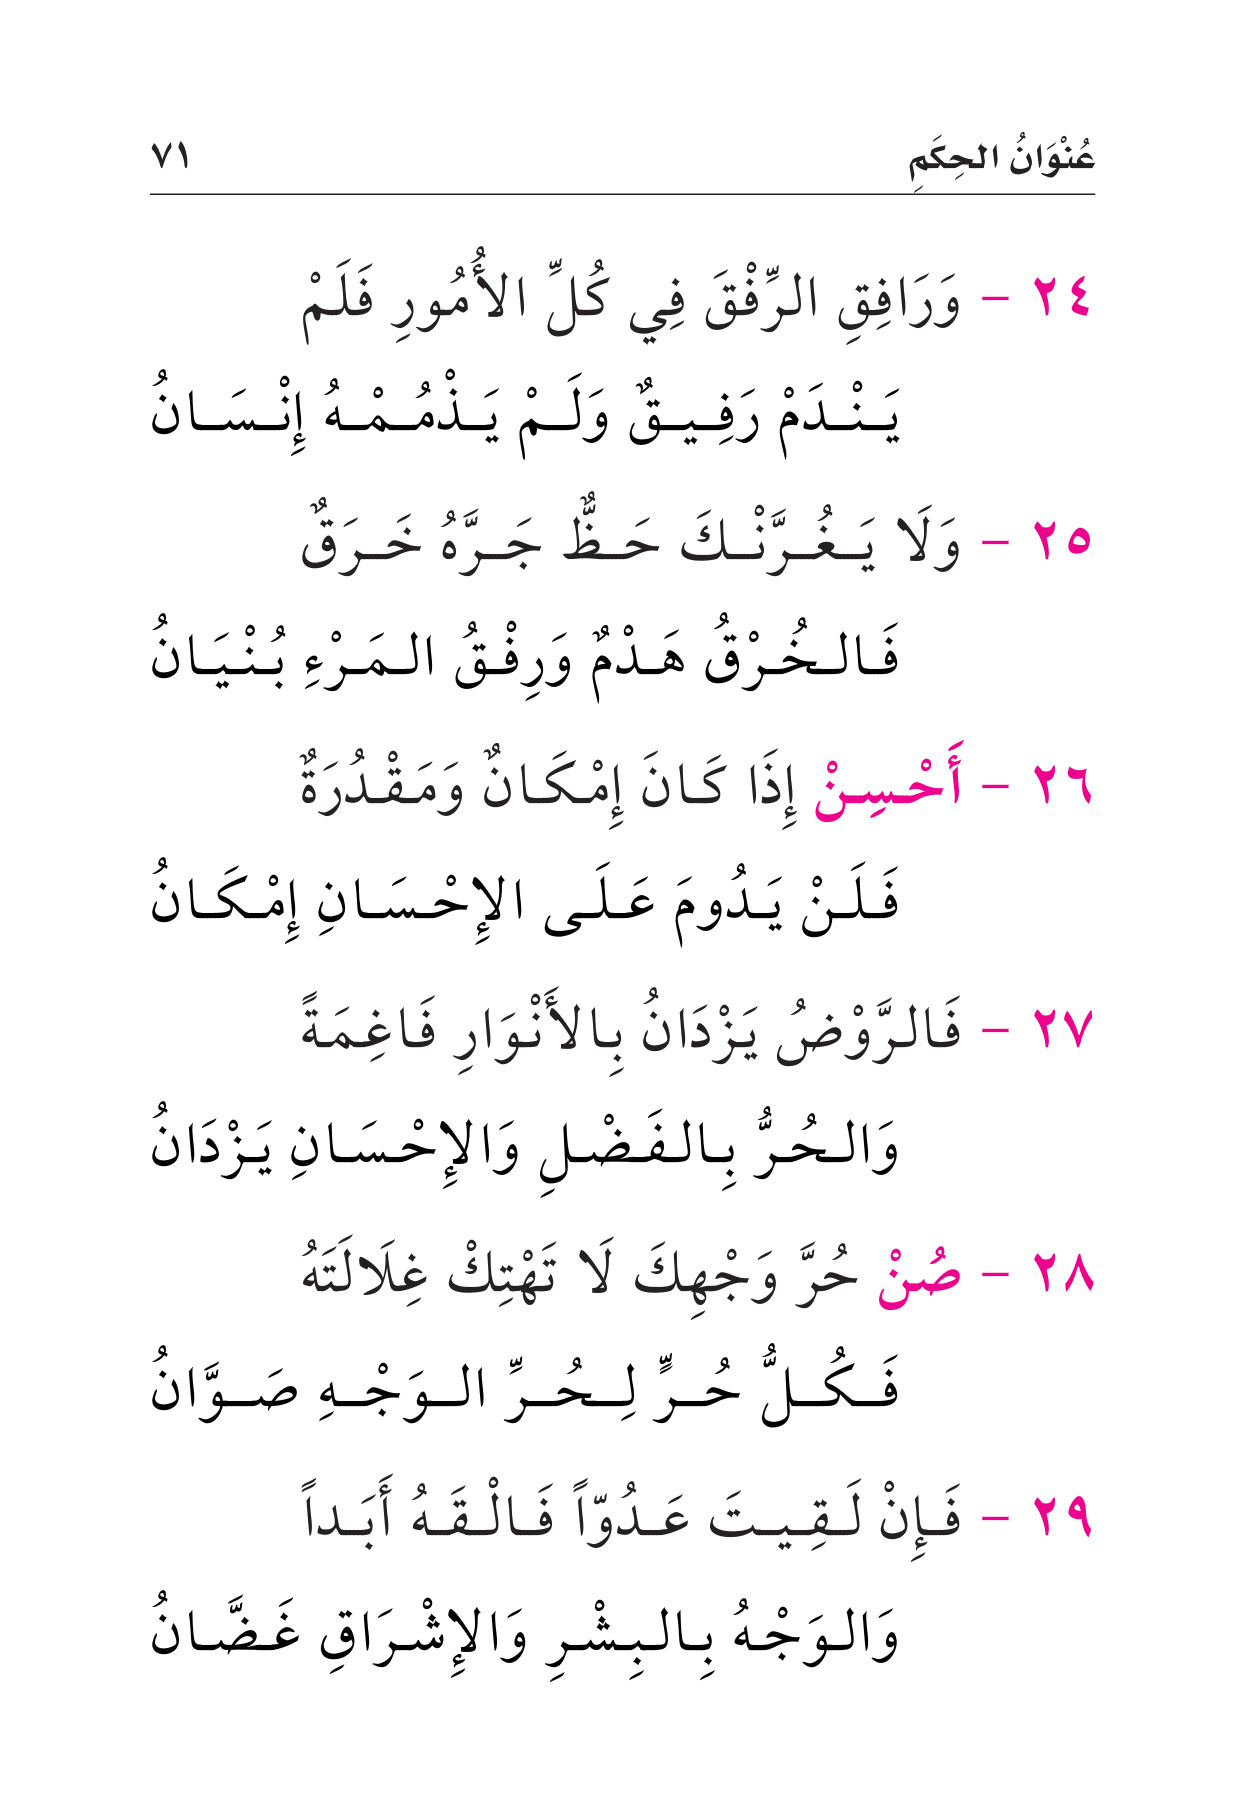 عُنْوَانُ الحِكَمِ ٧١
٢٤ - وَرَافِقِ الرِّفْقَ فِي كُلِّ الأُمُورِ فَلَمْ
يَنْدَمْ رَفِيقٌ وَلَمْ يَذْمُمْهُ إِنْسَانُ
٢٥ - وَلَا يَغُرَّنْكَ حَظٌّ جَرَّهُ خَرَقٌ
فَالخُرْقُ هَدْمٌ وَرِفْقُ المَرْءِ بُنْيَانُ
٢٦ - أَحْسِنْ إِذَا كَانَ إِمْكَانٌ وَمَقْدُرَةٌ
فَلَنْ يَدُومَ عَلَى الإِحْسَانِ إِمْكَانُ
٢٧ - فَالرَّوْضُ يَزْدَانُ بِالأَنْوَارِ فَاغِمَةً
وَالحُرُّ بِالفَضْلِ وَالإِحْسَانِ يَزْدَانُ
٢٨ - صُنْ حُرَّ وَجْهِكَ لَا تَهْتِكْ غِلَالَتَهُ
فَكُلُّ حُرٍّ لِحُرِّ الوَجْهِ صَوَّانُ
٢٩ - فَإِنْ لَقِيتَ عَدُوّاً فَالْقَهُ أَبَداً
وَالوَجْهُ بِالبِشْرِ وَالإِشْرَاقِ غَضَّانُ